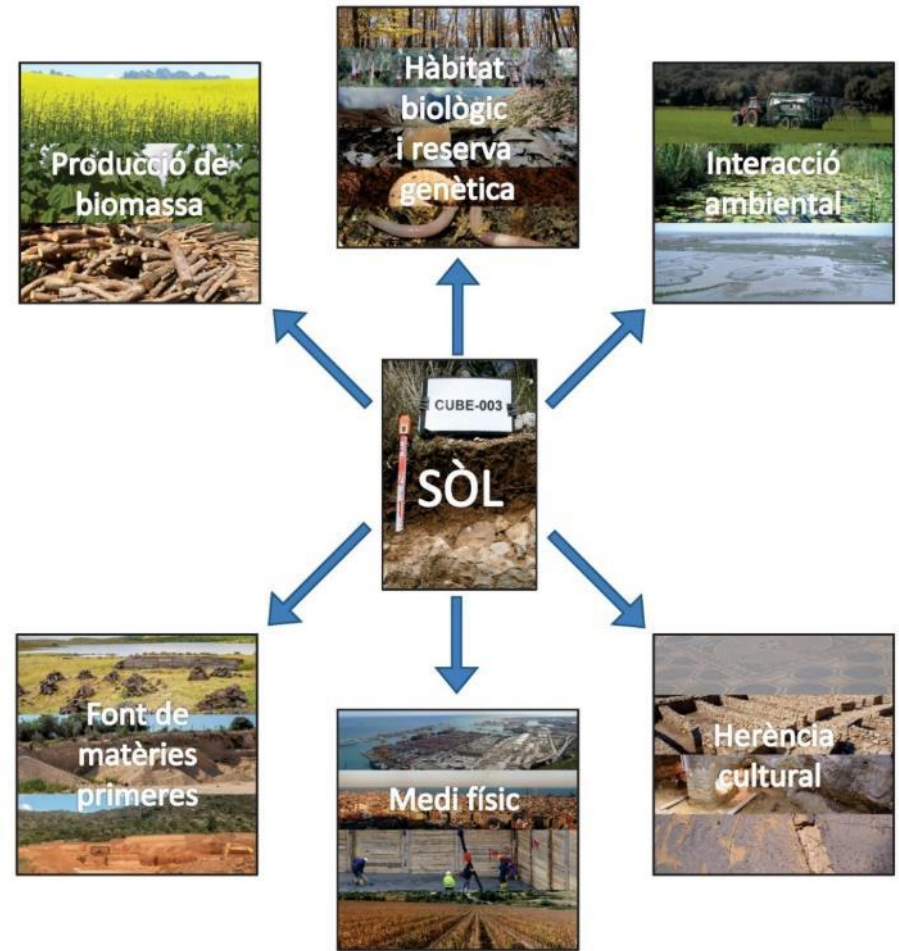 Hàbitat
biològic
i reserva
genètica
Producció de
biomassa
Interacció
ambiental
CUBE-003
SÒL
Font de
matèries
primeres
Medi físic
Herència
cultural